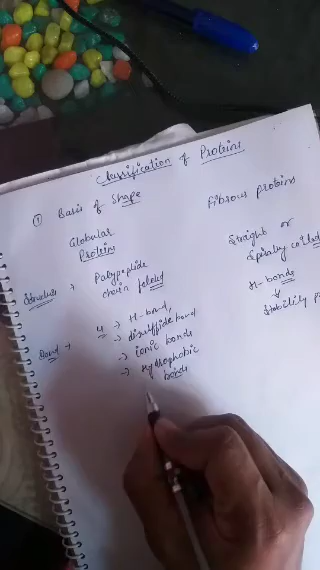 Classification of Proteins
① Basis of Shape
Globular Proteins
Fibrous proteins
Structure →
Polypeptide
chain folded
Straight or
Spirally coiled
Bond →
4 → H-bond,
→ disulfide bond
→ ionic bonds
→ Hydrophobic
bonds
H-bonds
↓
Stability